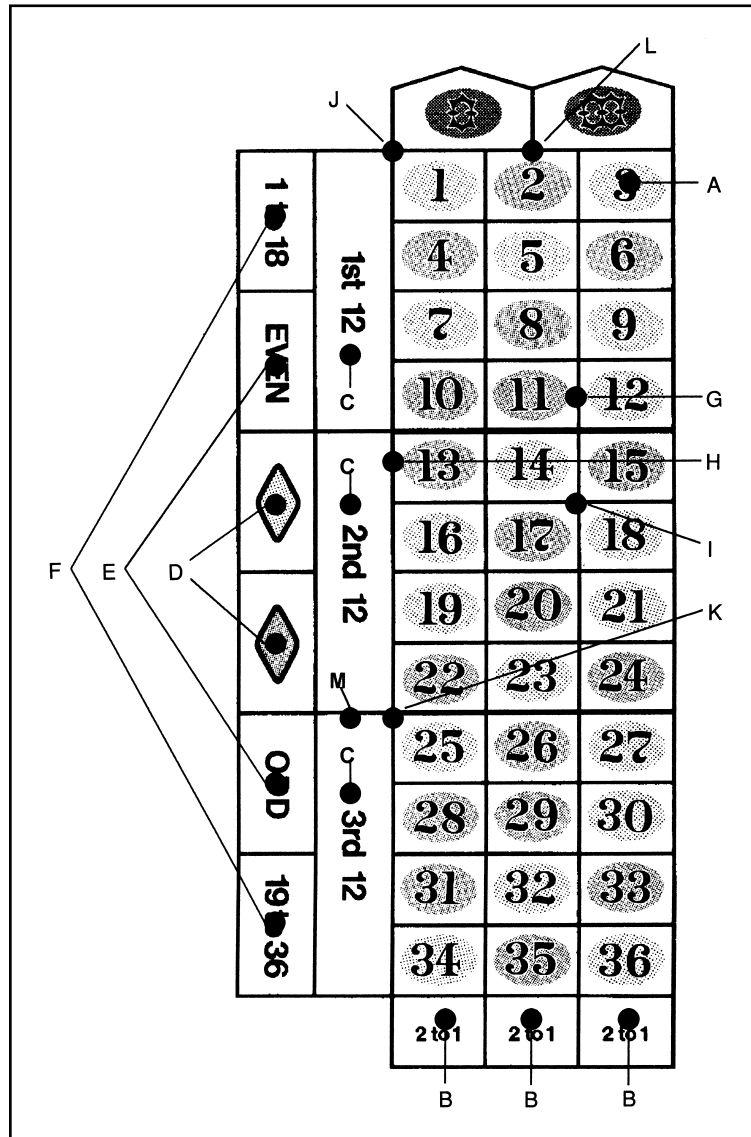 L
J
1 2 3 A
4 5 6
7 8 9
10 11 12 G
13 14 15 H
16 17 18 I
19 20 21
22 23 24 K
25 26 27
28 29 30
31 32 33
34 35 36
2 to 1 2 to 1 2 to 1
B B B
1st 12
C
C
2nd 12
M
C
3rd 12
1 to 18
EVEN
ODD
19 to 36
F E D